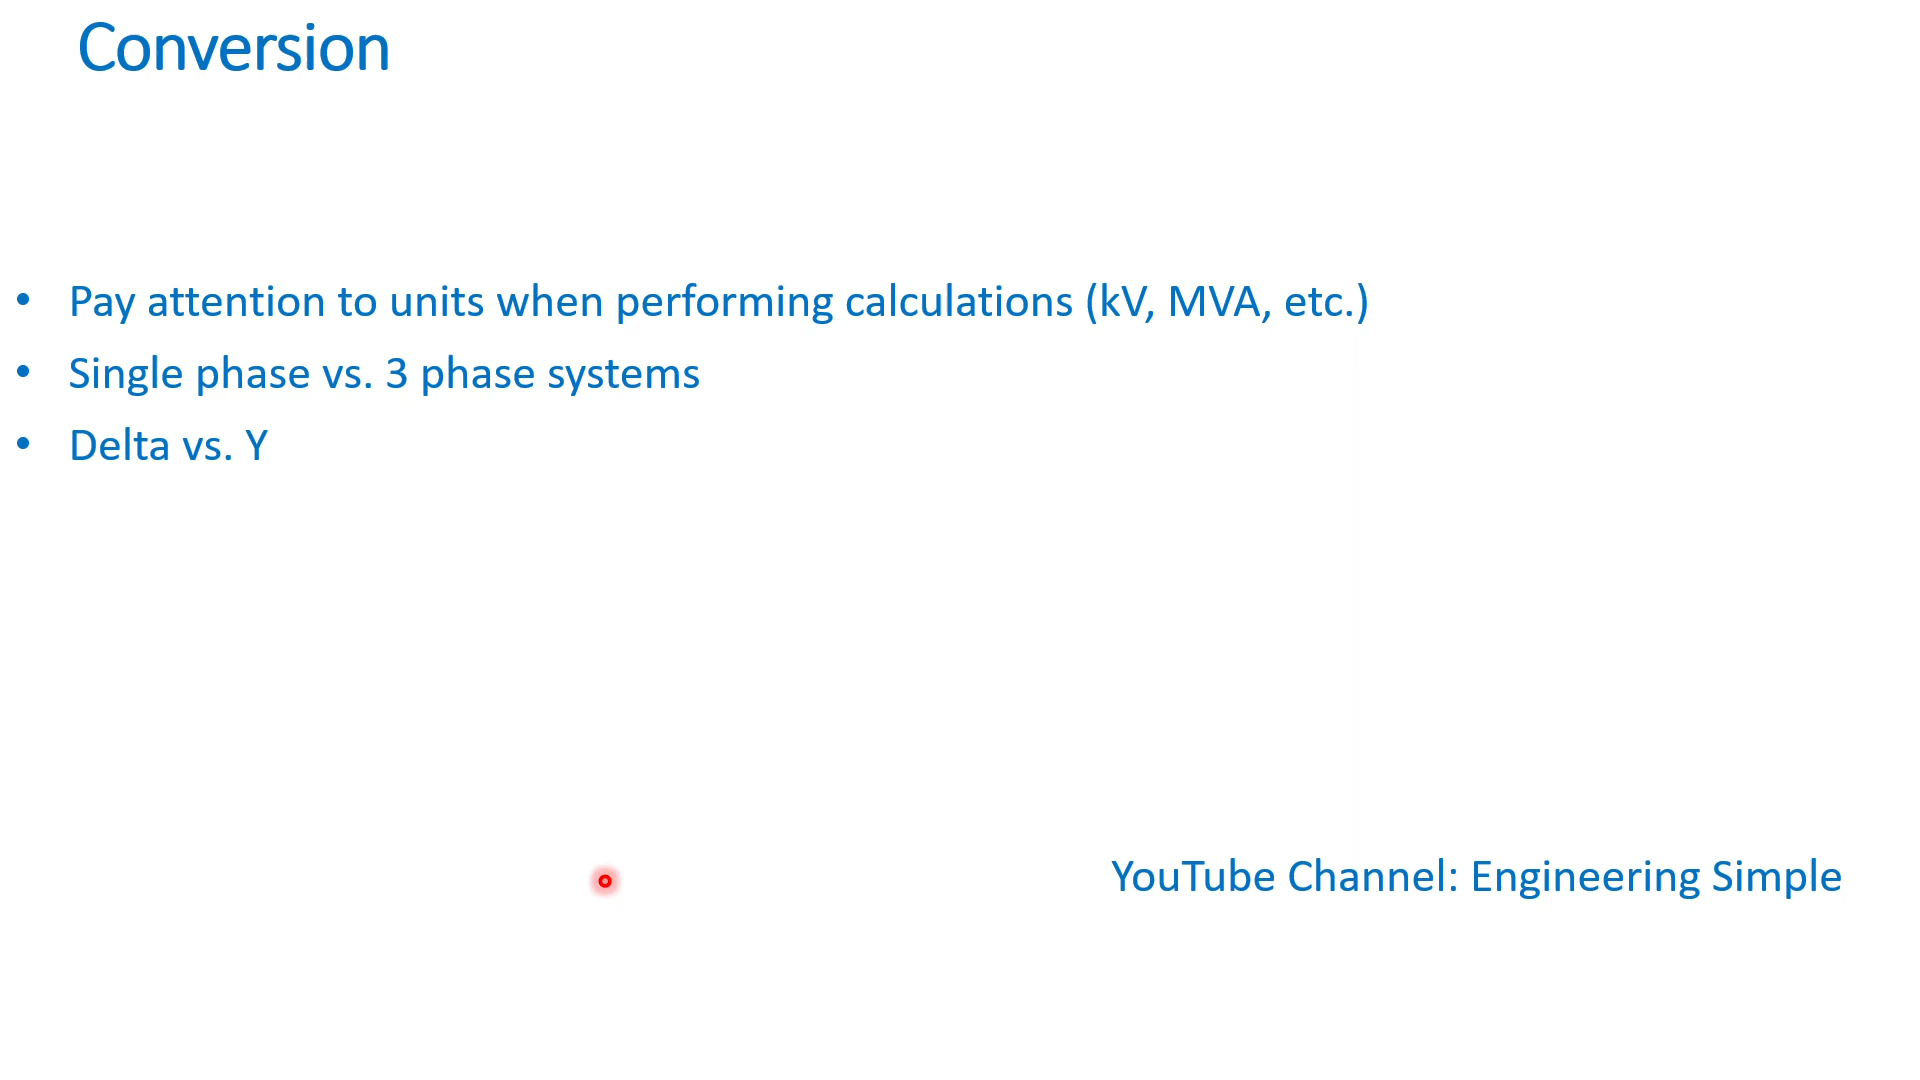 Conversion
• Pay attention to units when performing calculations (kV, MVA, etc.)
• Single phase vs. 3 phase systems
• Delta vs. Y
YouTube Channel: Engineering Simple